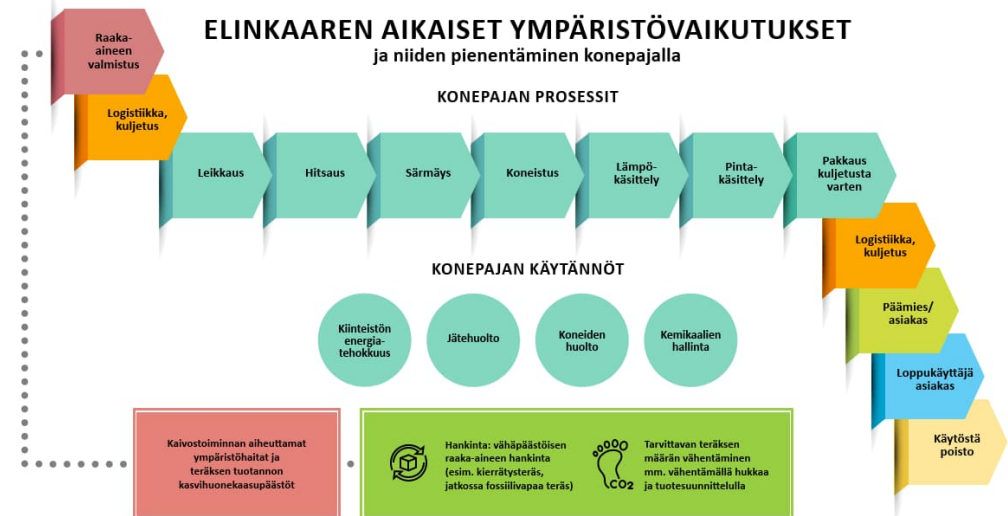 ELINKAAREN AIKAISET YMPÄRISTÖVAIKUTUKSET
ja niiden pienentäminen konepajalla
Raaka-
aineen
valmistus
Logistiikka,
kuljetus
KONEPAJAN PROSESSIT
Leikkaus
Hitsaus
Särmäys
Koneistus
Lämpö-
käsittely
Pinta-
käsittely
Pakkaus
kuljetusta
varten
Logistiikka,
kuljetus
Päämies/
asiakas
Loppukäyttäjä
asiakas
Käytöstä
poisto
KONEPAJAN KÄYTÄNNÖT
Kiinteistön
energia-
tehokkuus
Jätehuolto
Koneiden
huolto
Kemikaalien
hallinta
Kaivostoiminnan aiheuttamat
ympäristöhaitat ja
teräksen tuotannon
kasvihuonekaasupäästöt
Hankinta: vähäpäästöisen
raaka-aineen hankinta
(esim. kierrätysteräs,
jatkossa fossiilivapaa teräs)
CO2
Tarvittavan teräksen
määrän vähentäminen
mm. vähentämällä hukkaa
ja tuotesuunnittelulla